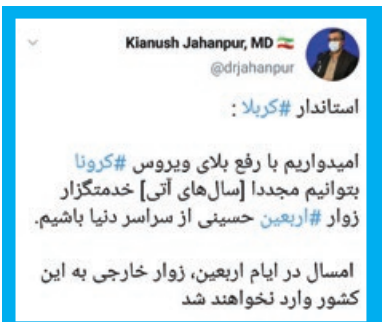 Kianush Jahanpur, MD
@drjahanpur
استاندار #کربلا :
امیدواریم با رفع بلای ویروس #کرونا
بتوانیم مجددا [سال‌های آتی] خدمتگزار
زوار #اربعین حسینی از سراسر دنیا باشیم.
امسال در ایام اربعین، زوار خارجی به این
کشور وارد نخواهند شد